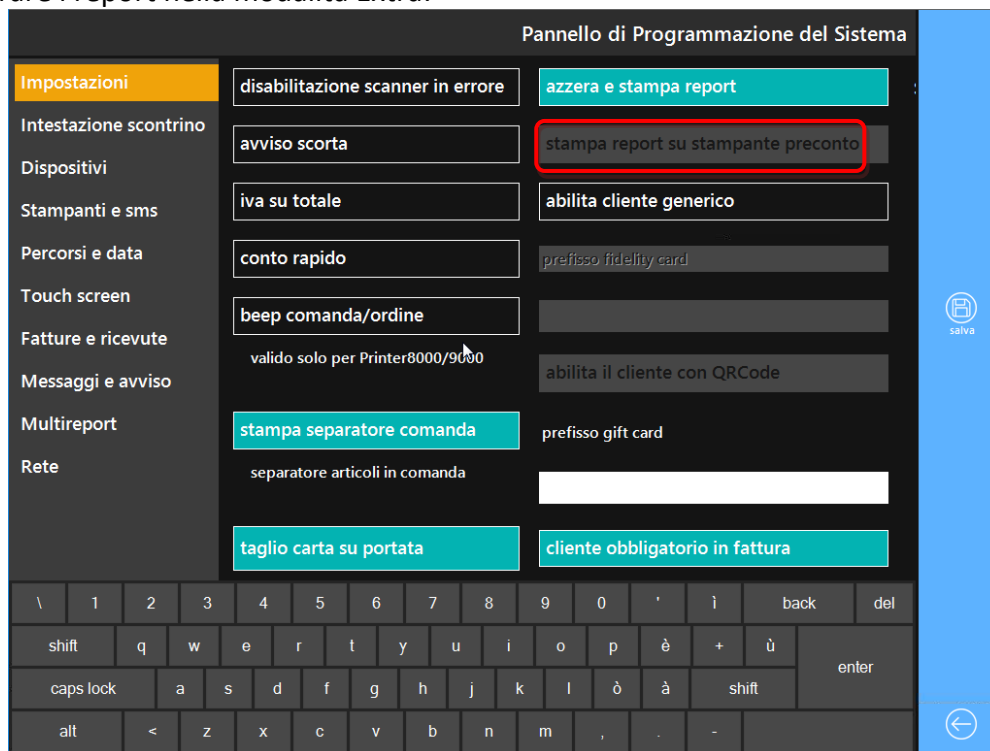 report nella modalità Extra.
Pannello di Programmazione del Sistema
Impostazioni
Intestazione scontrino
Dispositivi
Stampanti e sms
Percorsi e data
Touch screen
Fatture e ricevute
Messaggi e avviso
Multireport
Rete
disabilitazione scanner in errore
avviso scorta
iva su totale
conto rapido
beep comanda/ordine
valido solo per Printer8000/9000
stampa separatore comanda
separatore articoli in comanda
taglio carta su portata
azzera e stampa report
stampa report su stampante preconto
abilita cliente generico
prefisso fidelity card
abilita il cliente con QRCode
prefisso gift card
cliente obbligatorio in fattura
salva
\ 1 2 3 4 5 6 7 8 9 0 ' ì back del
shift q w e r t y u i o p è + ù
enter
caps lock a s d f g h j k l ò à shift
alt < z x c v b n m , . -